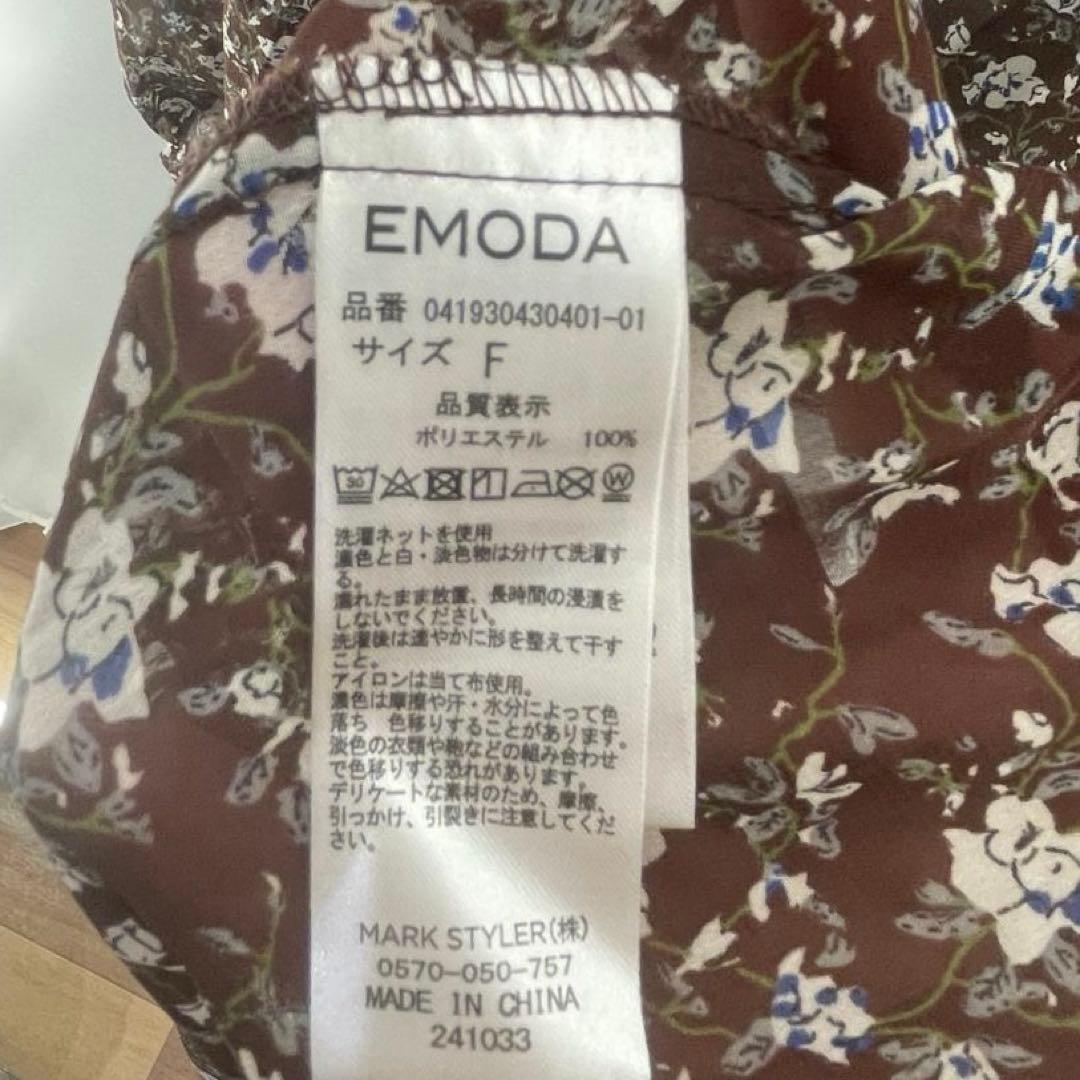 EMODA
品番 041930430401-01
サイズ F
品質表示
ポリエステル 100%
30 W
洗濯ネットを使用
濃色と白・淡色物は分けて洗濯す
る。
濡れたまま放置、長時間の浸漬を
しないでください。
洗濯後は速やかに形を整えて干す
こと。
アイロンは当て布使用。
濃色は摩擦や汗・水分によって色
落ち 色移りすることがあります。
淡色の衣類や鞄などの組み合わせ
で色移りする恐れがあります。
デリケートな素材のため、摩擦、
引っかけ、引裂きに注意してくだ
さい。
MARK STYLER(株)
0570-050-757
MADE IN CHINA
241033